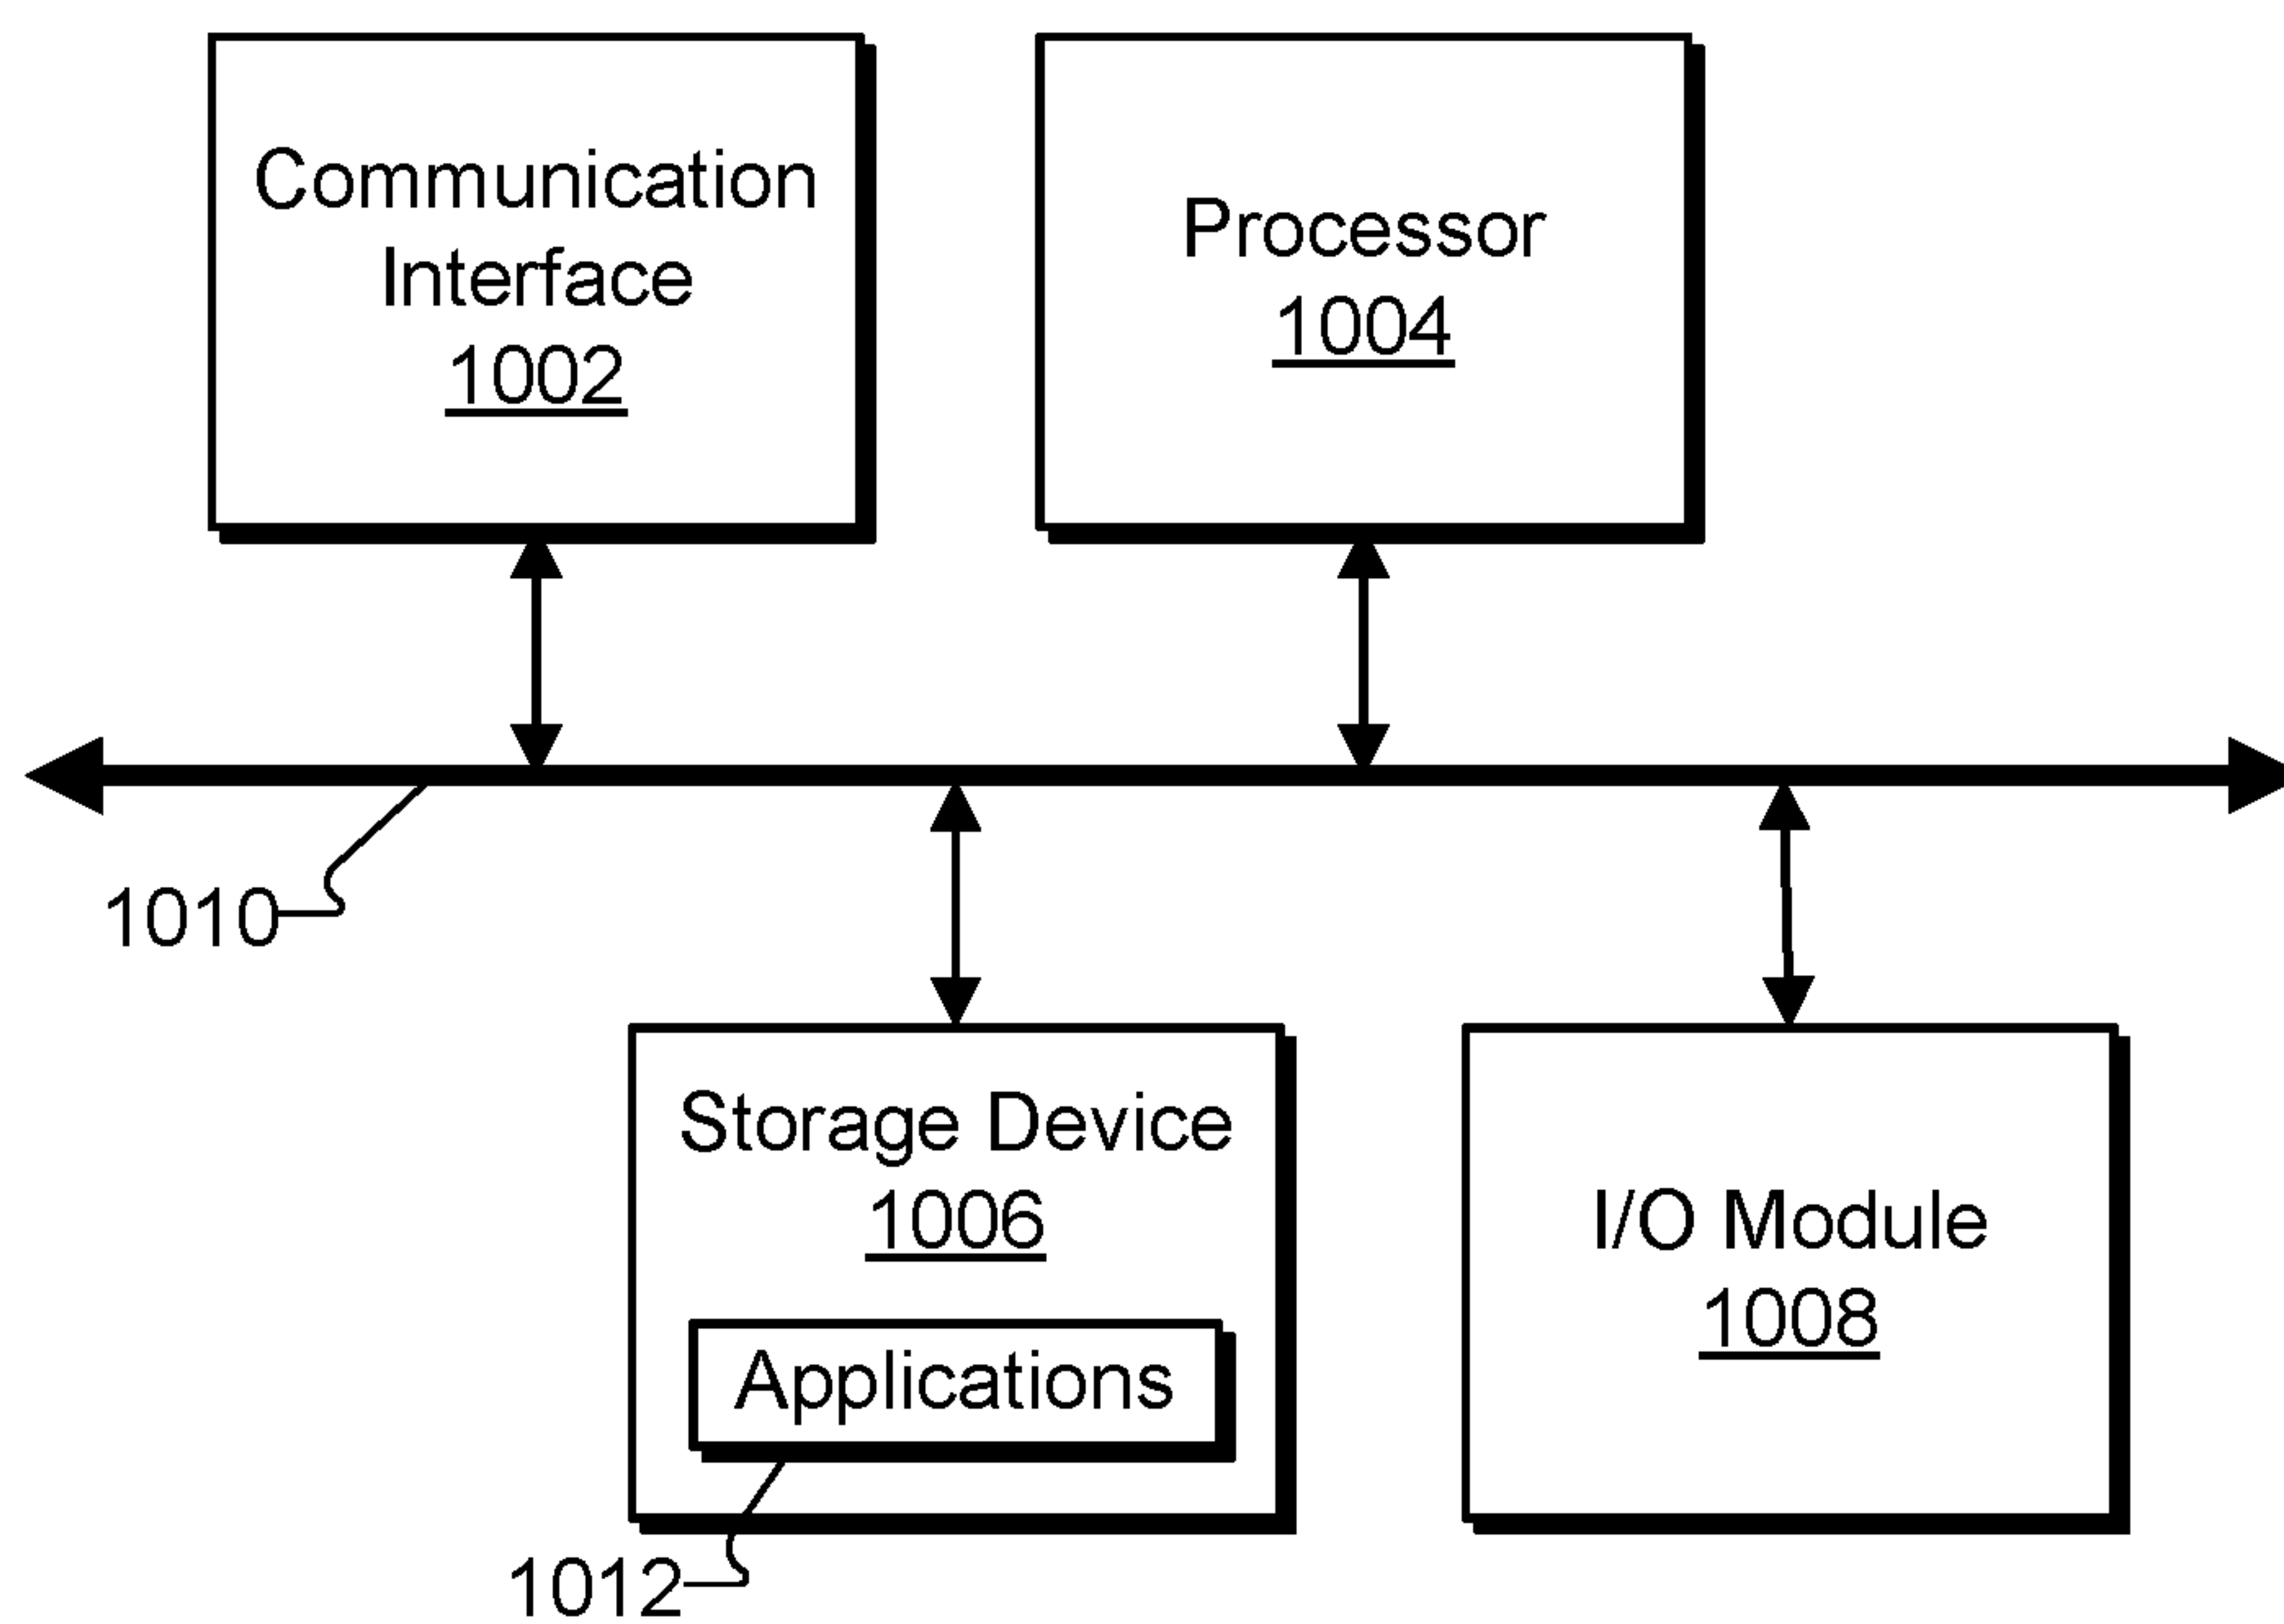 Communication
Interface
1002
Processor
1004
1010
Storage Device
1006
Applications
1012
I/O Module
1008